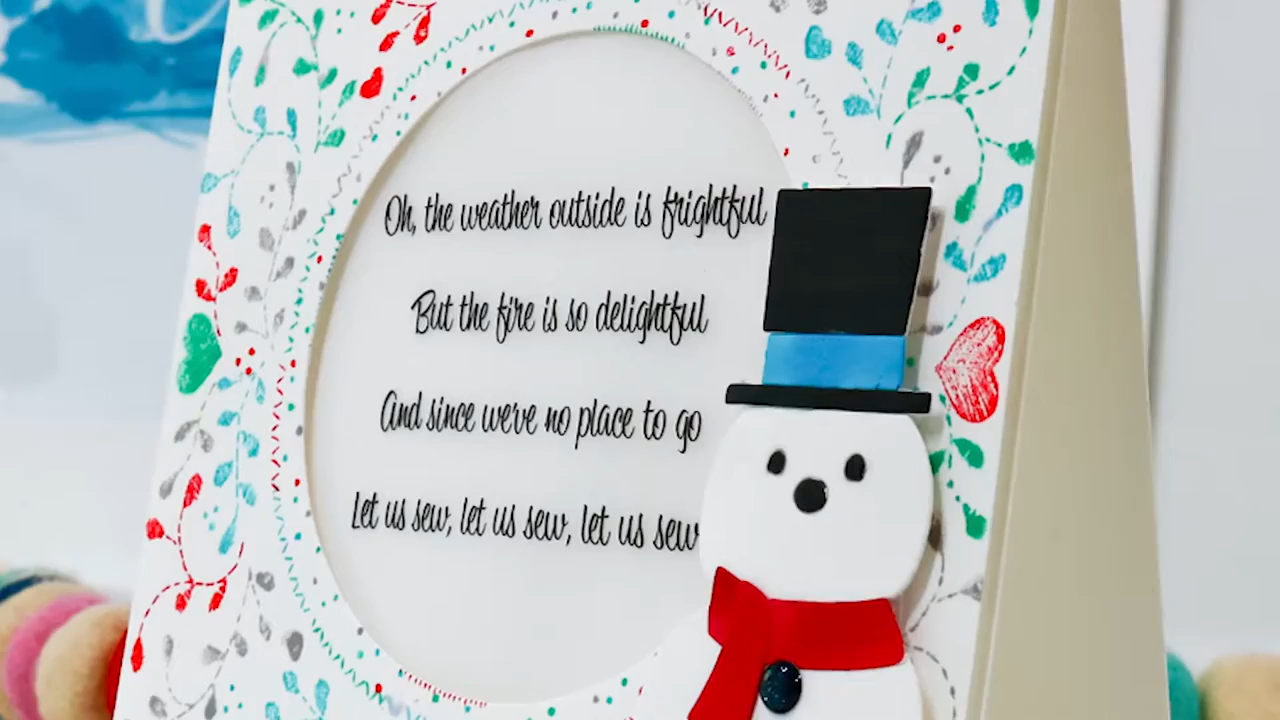 Oh, the weather outside is frightful
But the fire is so delightful
And since we've no place to go
Let us sew, let us sew, let us sew